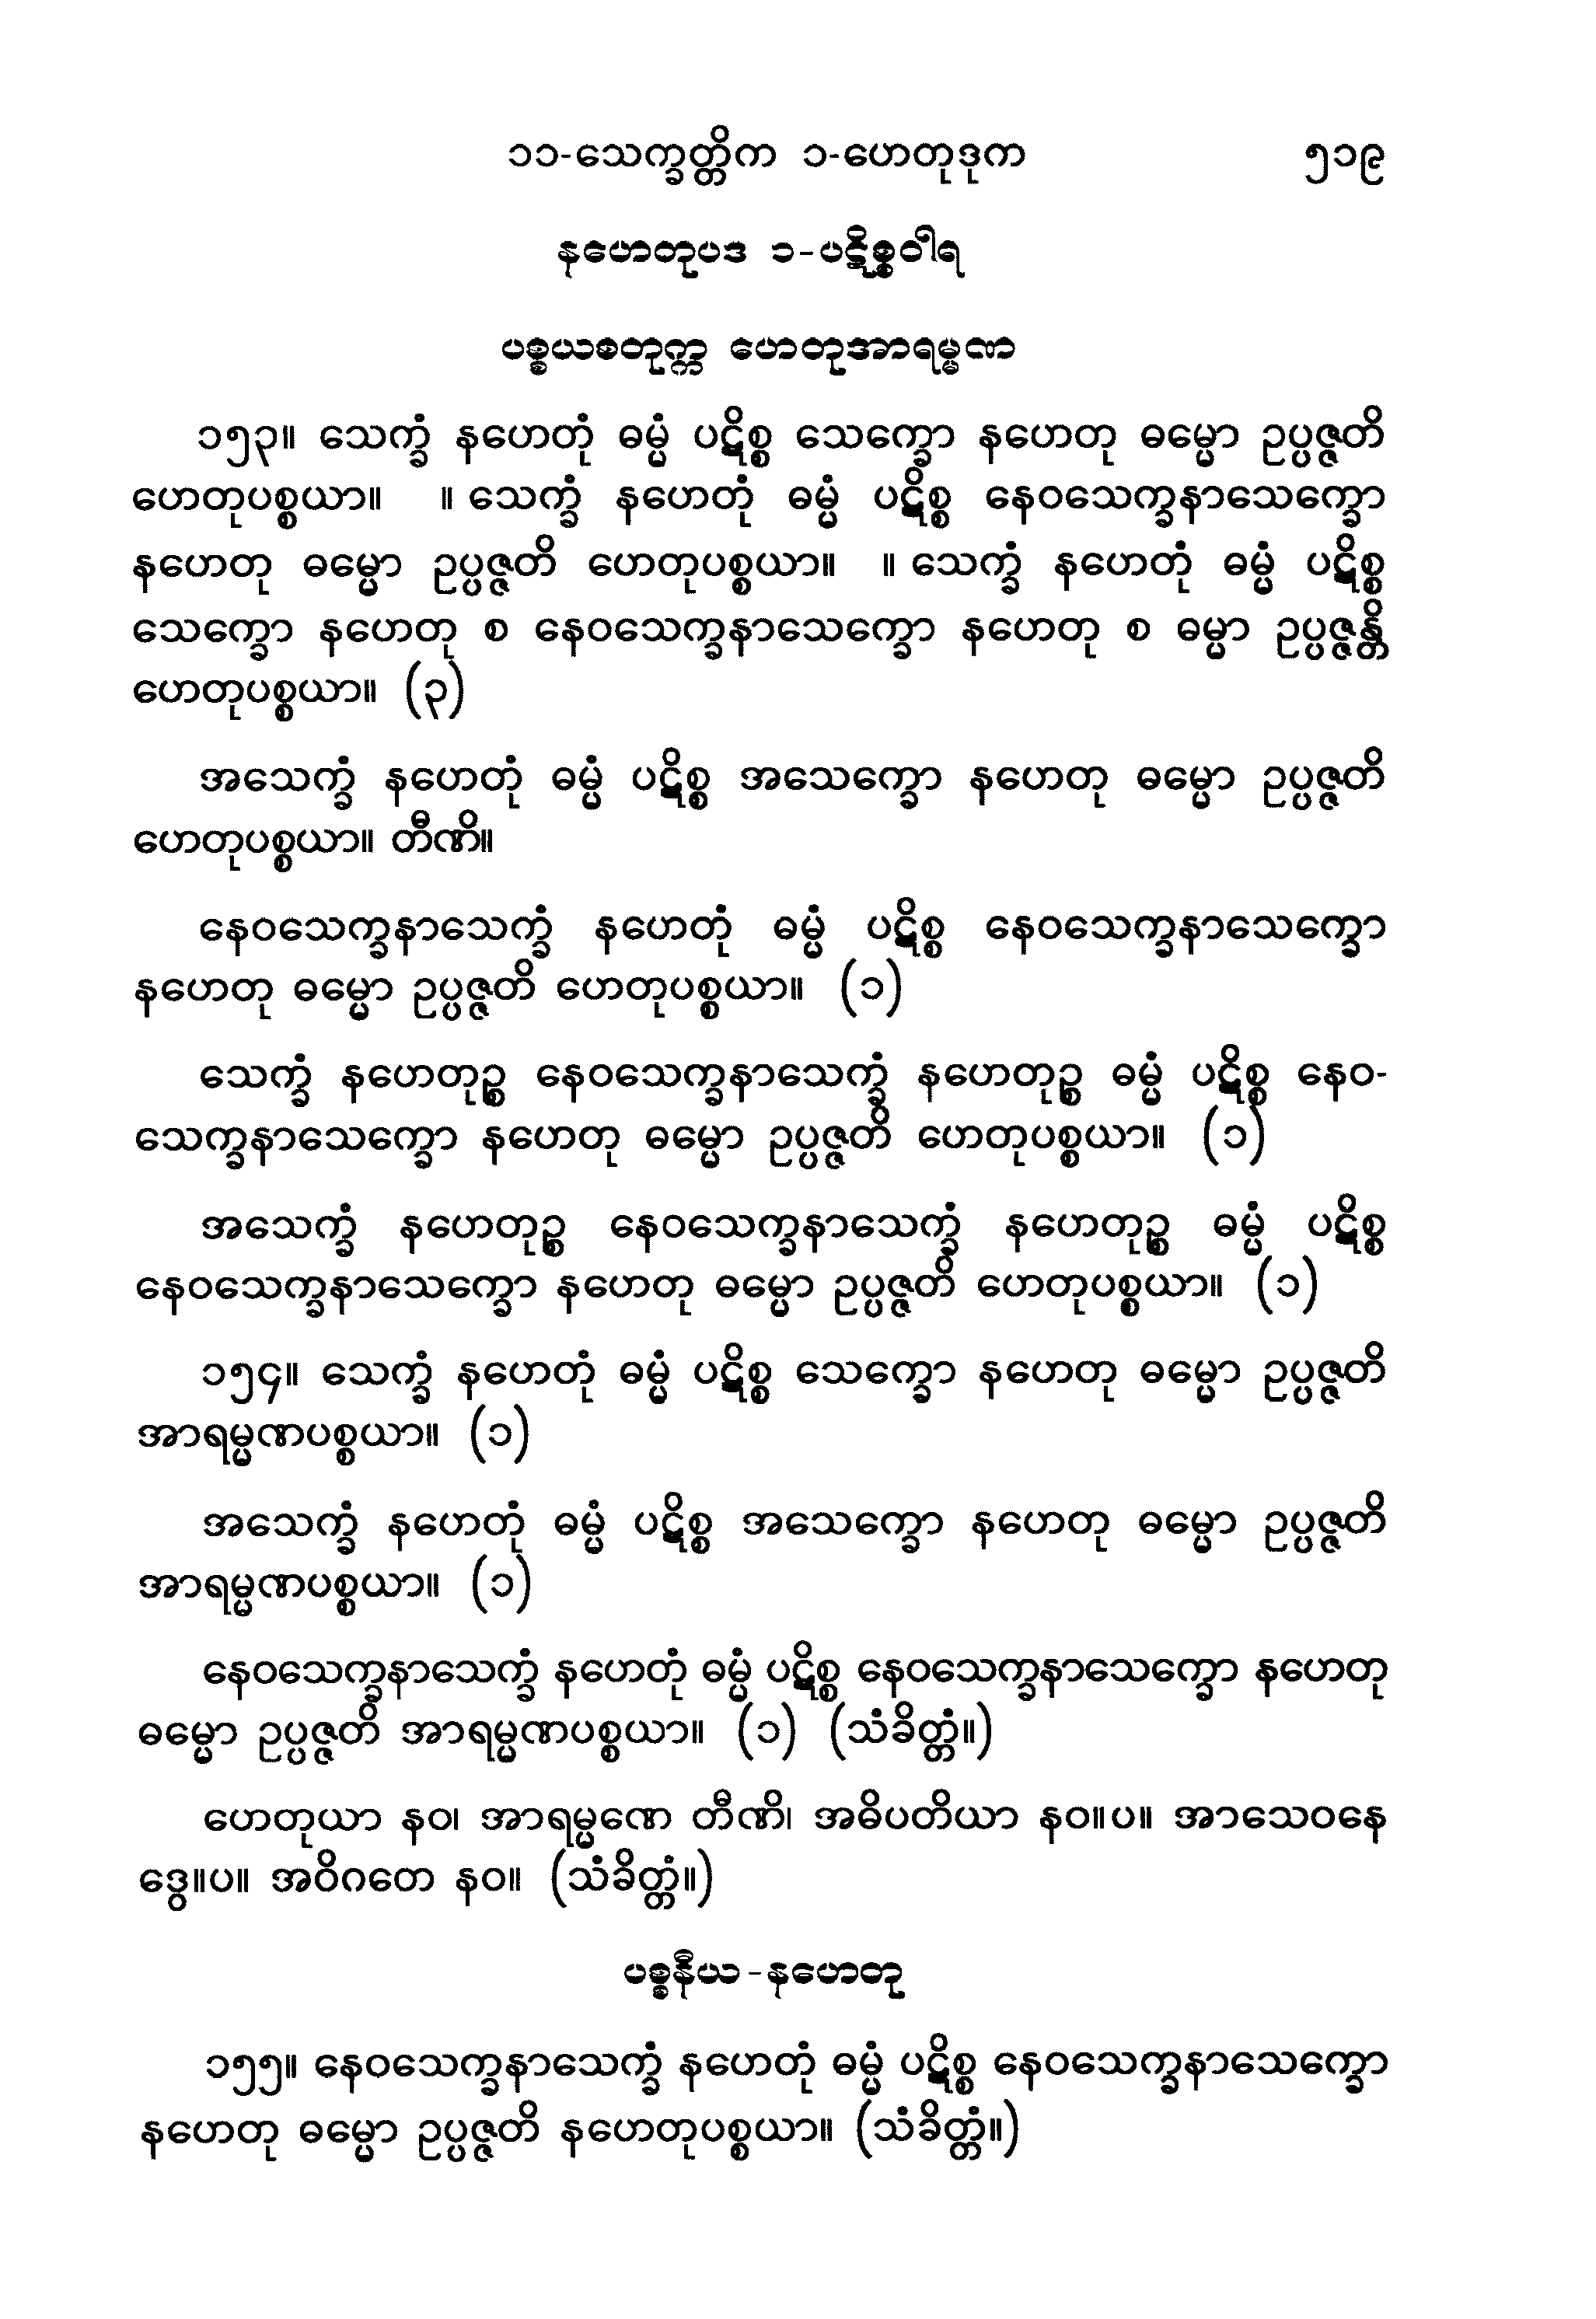 ၁၁-သေက္ခတ္တိက ၁-ဟေတုဒုက ၅၁၉
နဟေတုပဒ ၁-ပဋိစ္စဝါရ
ပစ္စယစတုက္က ဟေတုအာရမ္မဏ
၁၅၃။ သေက္ခံ နဟေတုံ ဓမ္မံ ပဋိစ္စ သေက္ခော နဟေတု ဓမ္မော ဥပ္ပဇ္ဇတိ
ဟေတုပစ္စယာ။ ။ သေက္ခံ နဟေတုံ ဓမ္မံ ပဋိစ္စ နေဝသေက္ခနာသေက္ခော
နဟေတု ဓမ္မော ဥပ္ပဇ္ဇတိ ဟေတုပစ္စယာ။ ။ သေက္ခံ နဟေတုံ ဓမ္မံ ပဋိစ္စ
သေက္ခော နဟေတု စ နေဝသေက္ခနာသေက္ခော နဟေတု စ ဓမ္မာ ဥပ္ပဇ္ဇန္တိ
ဟေတုပစ္စယာ။ (၃)
အသေက္ခံ နဟေတုံ ဓမ္မံ ပဋိစ္စ အသေက္ခော နဟေတု ဓမ္မော ဥပ္ပဇ္ဇတိ
ဟေတုပစ္စယာ။ တီဏိ။
နေဝသေက္ခနာသေက္ခံ နဟေတုံ ဓမ္မံ ပဋိစ္စ နေဝသေက္ခနာသေက္ခော
နဟေတု ဓမ္မော ဥပ္ပဇ္ဇတိ ဟေတုပစ္စယာ။ (၁)
သေက္ခံ နဟေတုဉ္စ နေဝသေက္ခနာသေက္ခံ နဟေတုဉ္စ ဓမ္မံ ပဋိစ္စ နေဝ-
သေက္ခနာသေက္ခော နဟေတု ဓမ္မော ဥပ္ပဇ္ဇတိ ဟေတုပစ္စယာ။ (၁)
အသေက္ခံ နဟေတုဉ္စ နေဝသေက္ခနာသေက္ခံ နဟေတုဉ္စ ဓမ္မံ ပဋိစ္စ
နေဝသေက္ခနာသေက္ခော နဟေတု ဓမ္မော ဥပ္ပဇ္ဇတိ ဟေတုပစ္စယာ။ (၁)
၁၅၄။ သေက္ခံ နဟေတုံ ဓမ္မံ ပဋိစ္စ သေက္ခော နဟေတု ဓမ္မော ဥပ္ပဇ္ဇတိ
အာရမ္မဏပစ္စယာ။ (၁)
အသေက္ခံ နဟေတုံ ဓမ္မံ ပဋိစ္စ အသေက္ခော နဟေတု ဓမ္မော ဥပ္ပဇ္ဇတိ
အာရမ္မဏပစ္စယာ။ (၁)
နေဝသေက္ခနာသေက္ခံ နဟေတုံ ဓမ္မံ ပဋိစ္စ နေဝသေက္ခနာသေက္ခော နဟေတု
ဓမ္မော ဥပ္ပဇ္ဇတိ အာရမ္မဏပစ္စယာ။ (၁) (သံခိတ္တံ။)
ဟေတုယာ နဝ၊ အာရမ္မဏေ တီဏိ၊ အဓိပတိယာ နဝ။ပ။ အာသေဝနေ
ဒွေ။ပ။ အဝိဂတေ နဝ။ (သံခိတ္တံ။)
ပစ္စနီယ-နဟေတု
၁၅၅။ နေဝသေက္ခနာသေက္ခံ နဟေတုံ ဓမ္မံ ပဋိစ္စ နေဝသေက္ခနာသေက္ခော
နဟေတု ဓမ္မော ဥပ္ပဇ္ဇတိ နဟေတုပစ္စယာ။ (သံခိတ္တံ။)